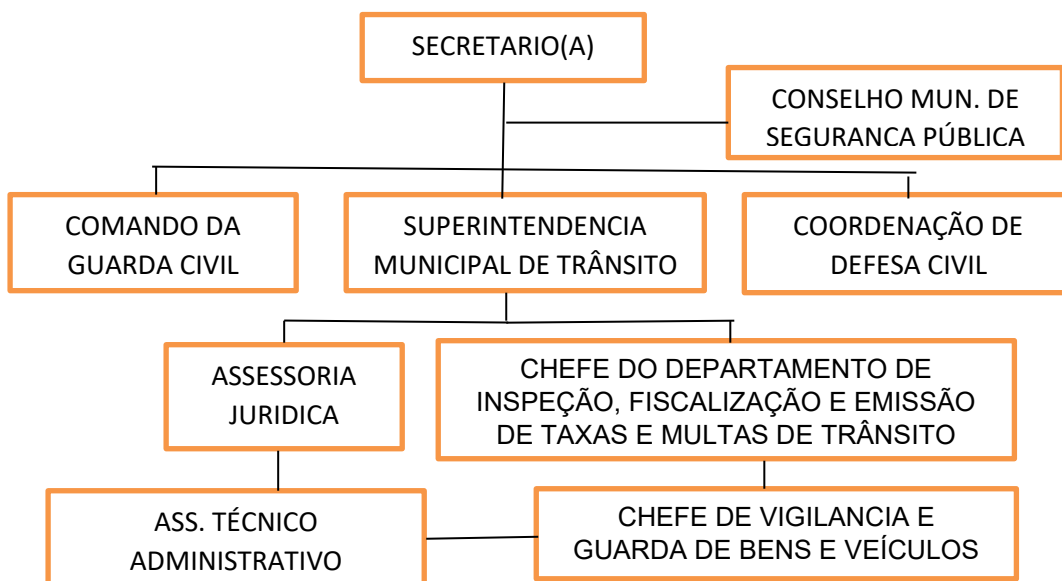 SECRETARIO(A)
CONSELHO MUN. DE
SEGURANCA PÚBLICA
COMANDO DA
GUARDA CIVIL
SUPERINTENDENCIA
MUNICIPAL DE TRÂNSITO
COORDENAÇÃO DE
DEFESA CIVIL
ASSESSORIA
JURIDICA
CHEFE DO DEPARTAMENTO DE
INSPEÇÃO, FISCALIZAÇÃO E EMISSÃO
DE TAXAS E MULTAS DE TRÂNSITO
ASS. TÉCNICO
ADMINISTRATIVO
CHEFE DE VIGILANCIA E
GUARDA DE BENS E VEÍCULOS